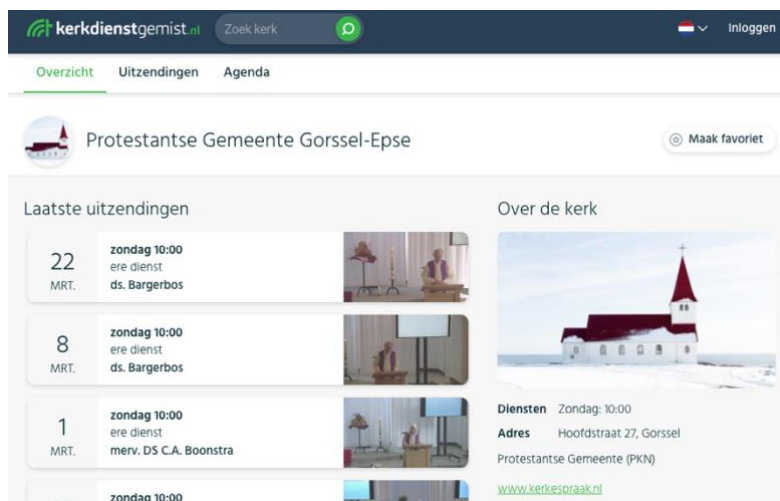 kerkdienstgemist.nl
Zoek kerk
Inloggen
Overzicht
Uitzendingen
Agenda
Protestantse Gemeente Gorssel-Epse
Maak favoriet
Laatste uitzendingen
22
MRT.
zondag 10:00
ere dienst
ds. Bargerbos
8
MRT.
zondag 10:00
ere dienst
ds. Bargerbos
1
MRT.
zondag 10:00
ere dienst
merv. DS C.A. Boonstra
zondag 10:00
Over de kerk
Diensten Zondag: 10:00
Adres Hoofdstraat 27, Gorssel
Protestantse Gemeente (PKN)
www.kerkespraak.nl